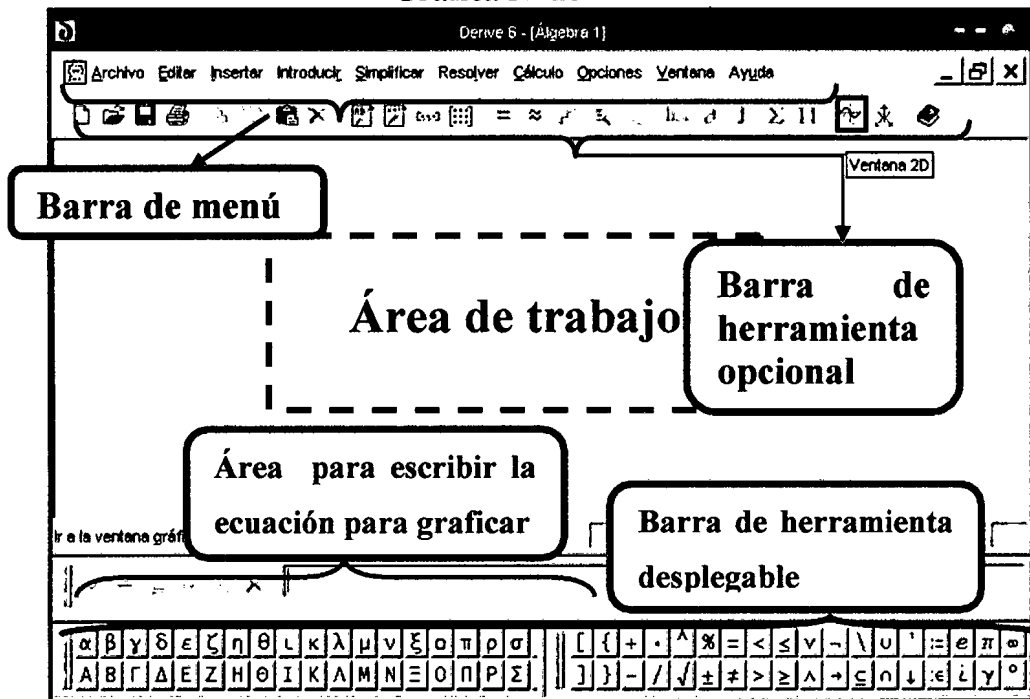 Derive 6 - [Álgebra 1]
Archivo Editar Insertar Introducir Simplificar Resolver Cálculo Opciones Ventana Ayuda
Ventana 2D
Barra de menú
Área de trabajo
Barra de
herramienta
opcional
Área para escribir la
ecuación para graficar
Barra de herramienta
desplegable
Ir a la ventana gráf
α β γ δ ε ζ η θ ι κ λ μ ν ξ ο π ρ σ [ { + · ^ % = < ≤ ∨ ¬ \ ∪ ' := e π ∞
Α Β Γ Δ Ε Ζ Η Θ Ι Κ Λ Μ Ν Ξ Ο Π Ρ Σ ] } - / √ ± ≠ > ≥ ∧ → ⊆ ∩ ↓ :∈ i γ °